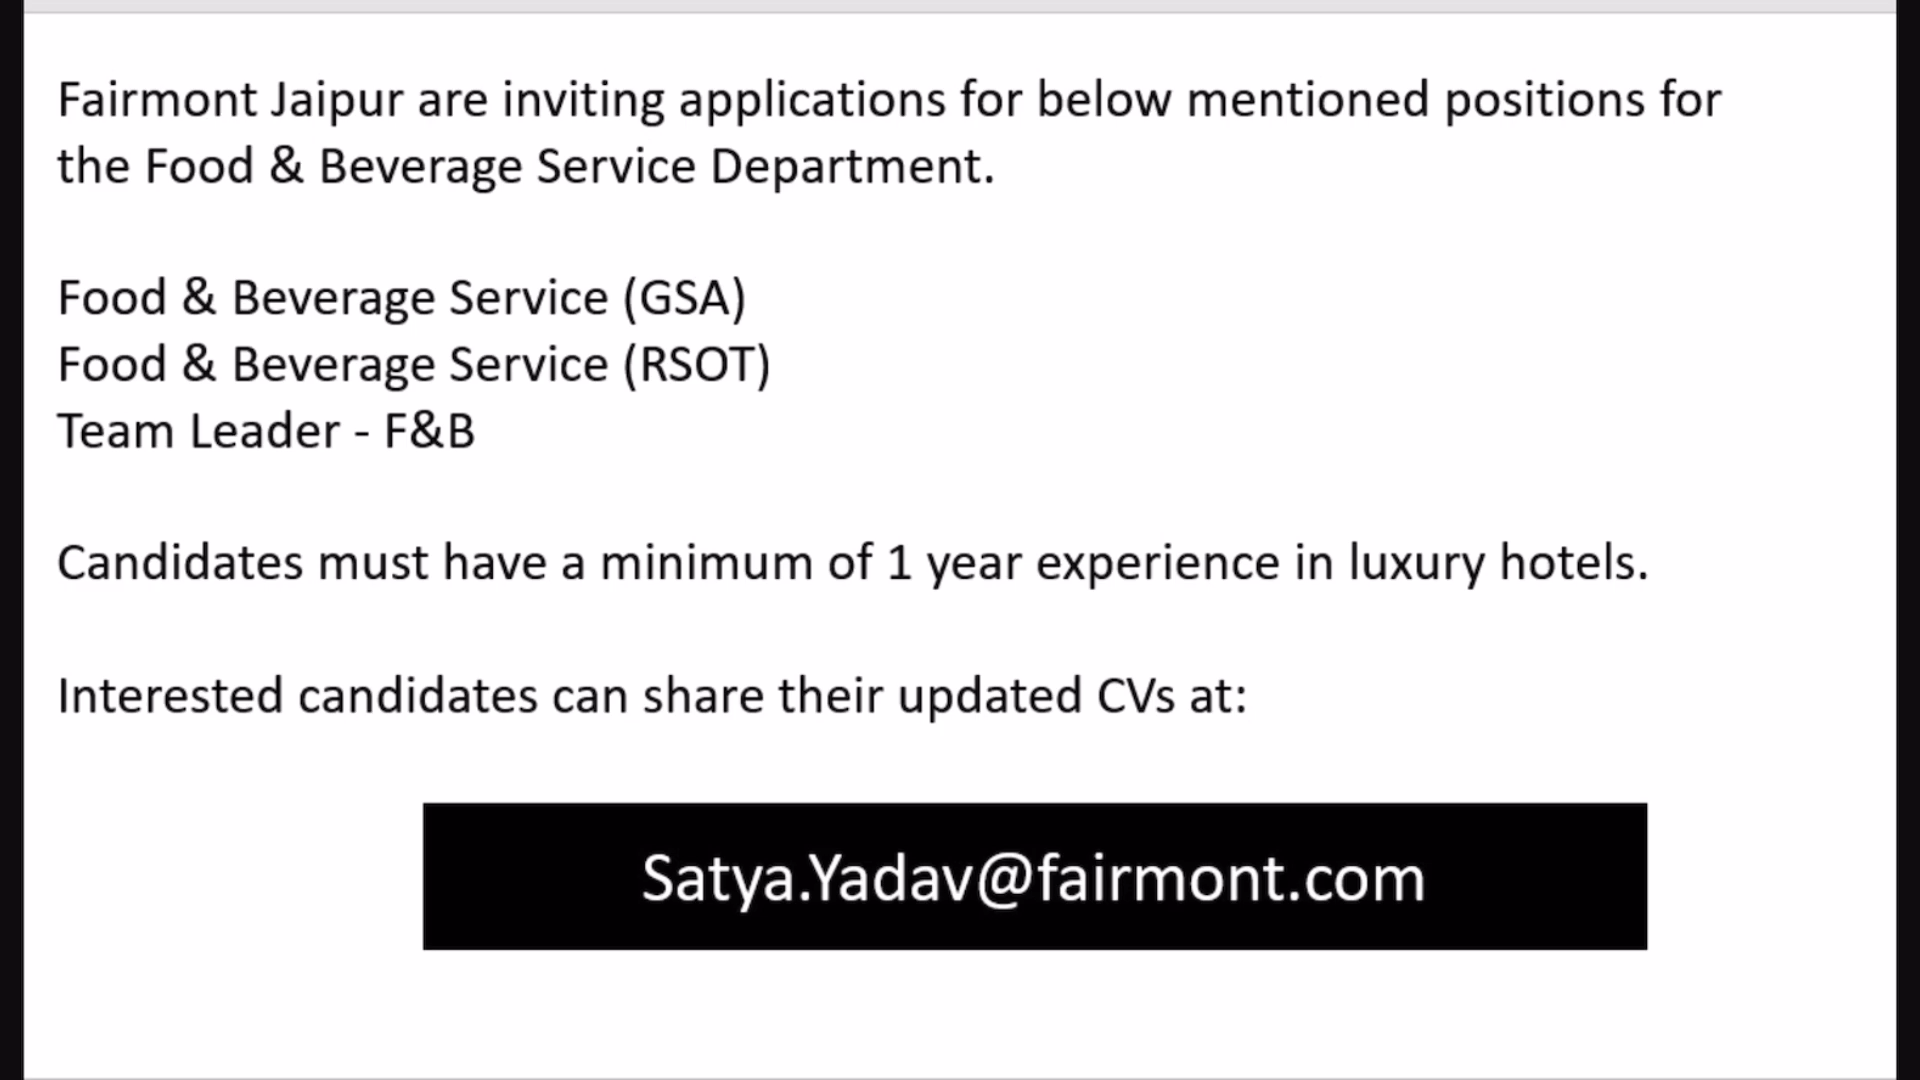 Fairmont Jaipur are inviting applications for below mentioned positions for
the Food & Beverage Service Department.
Food & Beverage Service (GSA)
Food & Beverage Service (RSOT)
Team Leader - F&B
Candidates must have a minimum of 1 year experience in luxury hotels.
Interested candidates can share their updated CVs at:
Satya.Yadav@fairmont.com